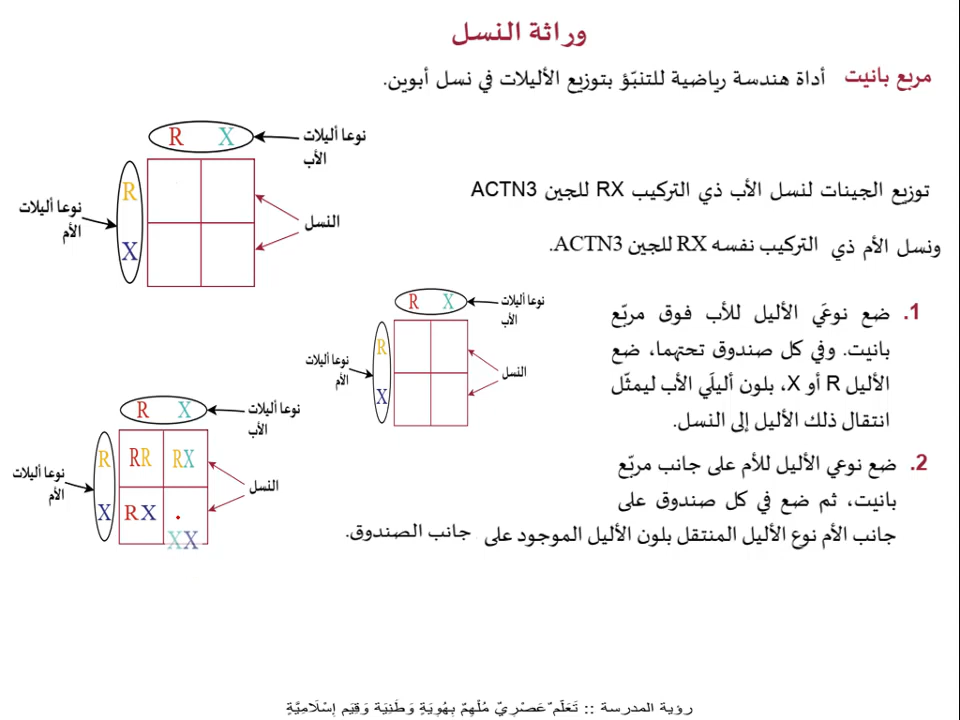 وراثة النسل
مربع بانيت أداة هندسة رياضية للتنبّؤ بتوزيع الأليلات في نسل أبوين.
R X
نوعا أليلات
الأب
R
X
نوعا أليلات
الأم
النسل
توزيع الجينات لنسل الأب ذي التركيب RX للجين ACTN3
ونسل الأم ذي التركيب نفسه RX للجين ACTN3.
R X
نوعا أليلات
الأب
R
X
نوعا أليلات
الأم
النسل
1. ضع نوعَي الأليل للأب فوق مربّع
بانيت. وفي كل صندوق تحتهما، ضع
الأليل R أو X، بلون أليلَي الأب ليمثّل
انتقال ذلك الأليل إلى النسل.
R X
نوعا أليلات
الأب
R
X
نوعا أليلات
الأم
RR RX
RX XX
النسل
2. ضع نوعي الأليل للأم على جانب مربّع
بانيت، ثم ضع في كل صندوق على
جانب الأم نوع الأليل المنتقل بلون الأليل الموجود على جانب الصندوق.
رؤية المدرسة :: تَعَلُّمٌ عَصْرِيٌّ مُلْهِمٌ بِهُوِيَةٍ وَطَنِيَة وَقِيَم إِسْلَامِيَّةٍ